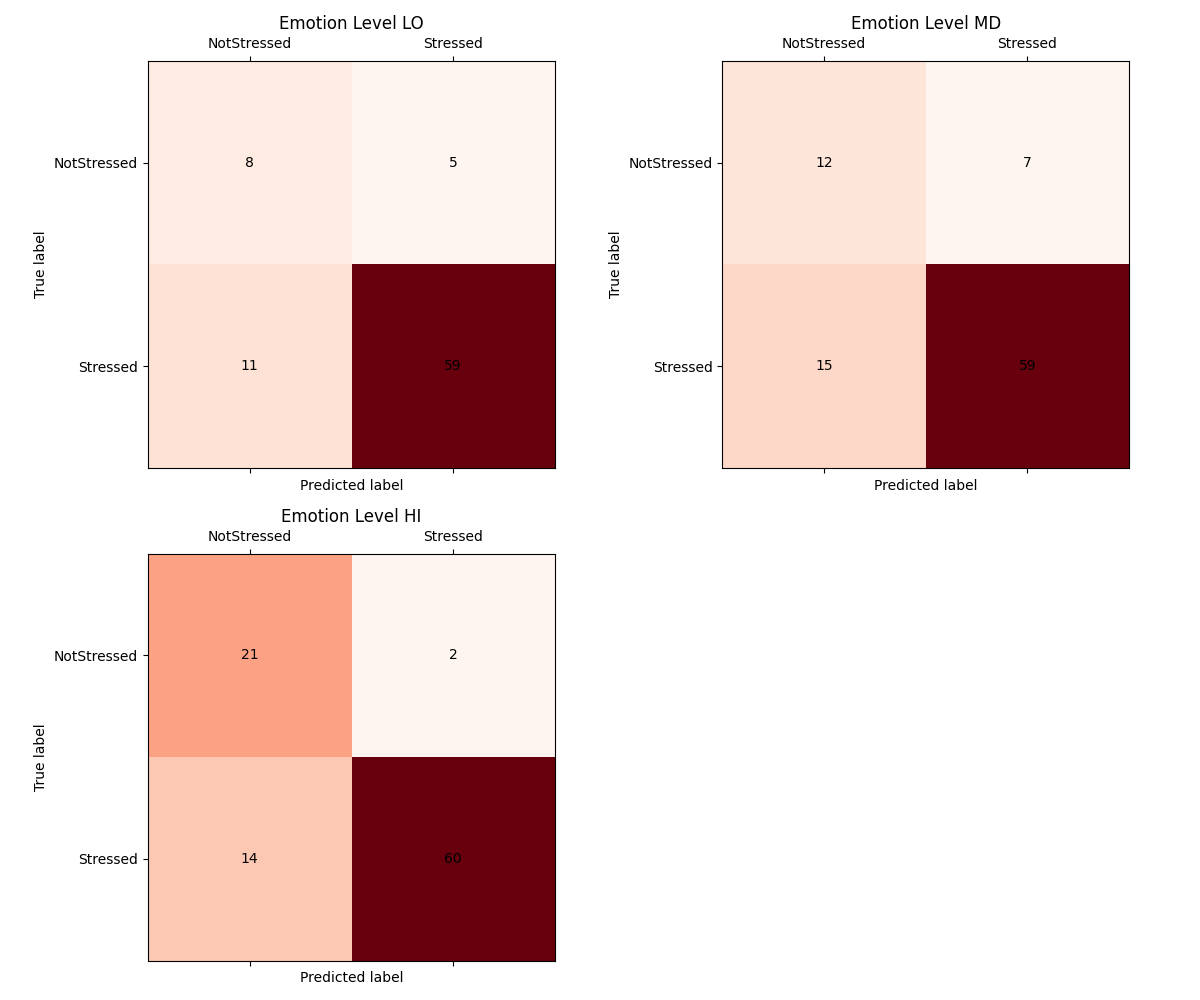 Emotion Level LO
NotStressed Stressed
NotStressed 8 5
True label
Stressed 11 59
Predicted label
Emotion Level MD
NotStressed Stressed
NotStressed 12 7
True label
Stressed 15 59
Predicted label
Emotion Level HI
NotStressed Stressed
NotStressed 21 2
True label
Stressed 14 60
Predicted label